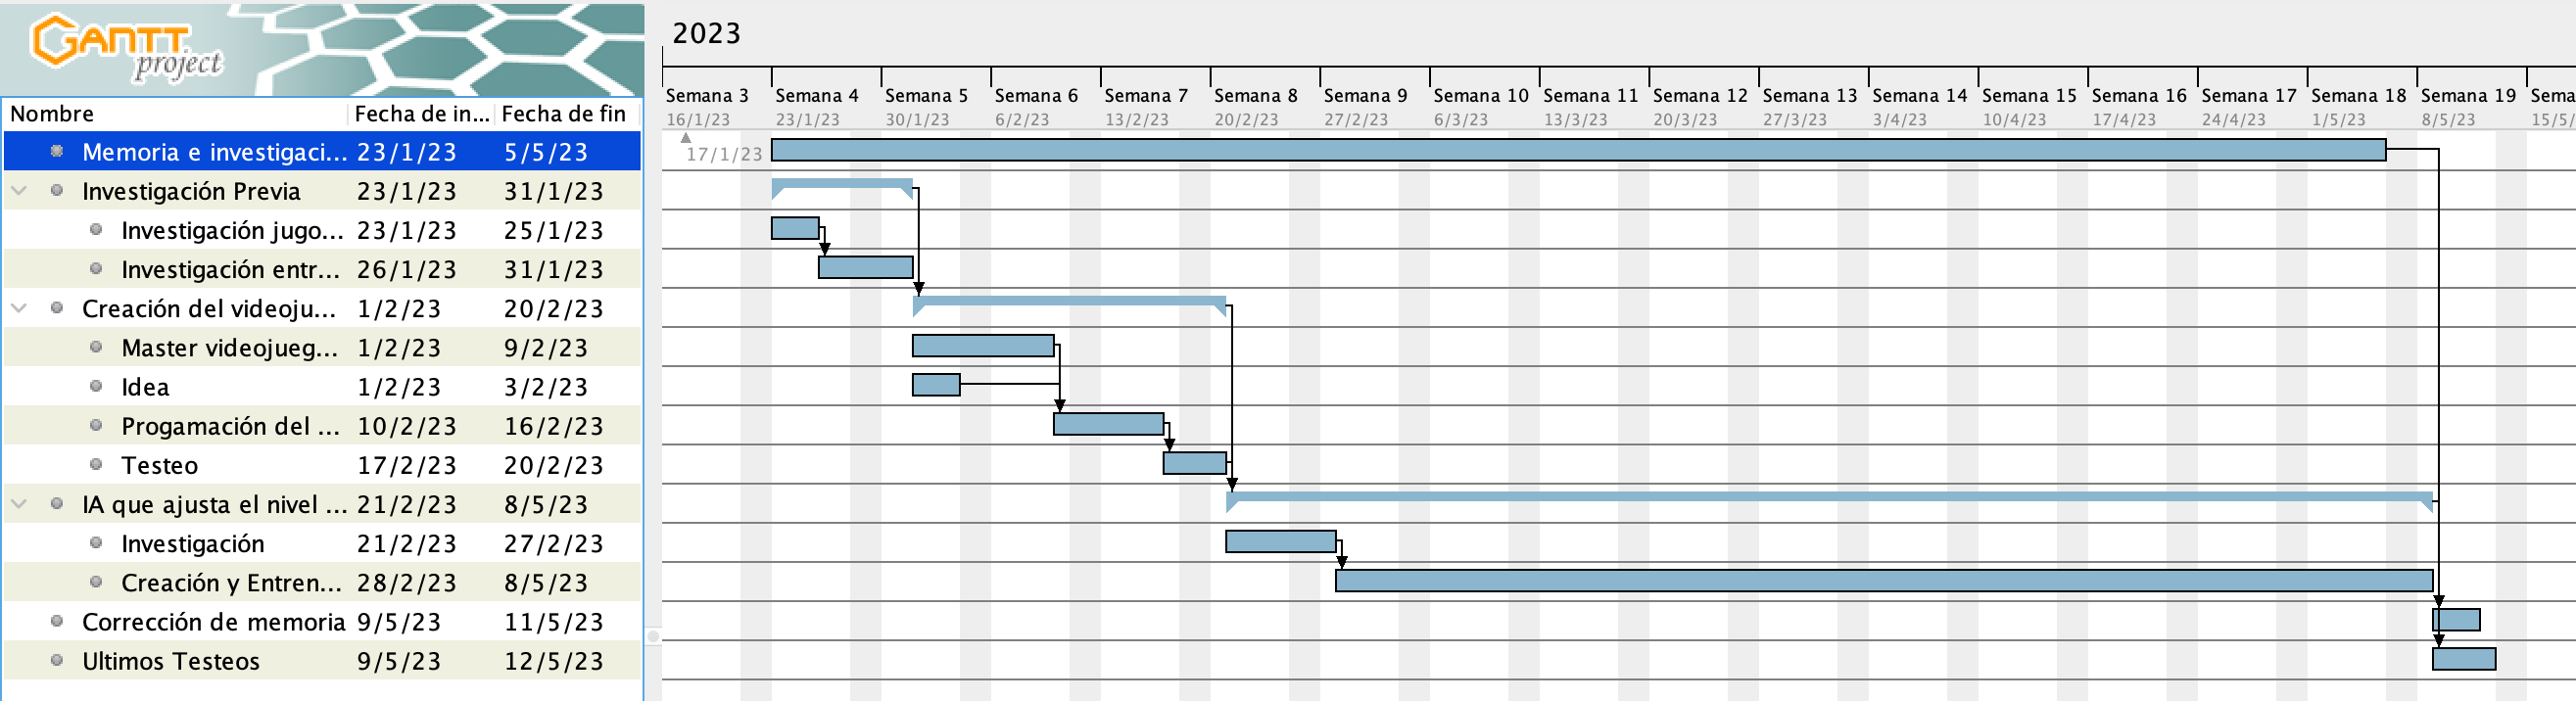 GANTT
project
Nombre Fecha de in... Fecha de fin
Memoria e investigaci... 23/1/23 5/5/23
Investigación Previa 23/1/23 31/1/23
Investigación jugo... 23/1/23 25/1/23
Investigación entr... 26/1/23 31/1/23
Creación del videoju... 1/2/23 20/2/23
Master videojueg... 1/2/23 9/2/23
Idea 1/2/23 3/2/23
Progamación del ... 10/2/23 16/2/23
Testeo 17/2/23 20/2/23
IA que ajusta el nivel ... 21/2/23 8/5/23
Investigación 21/2/23 27/2/23
Creación y Entren... 28/2/23 8/5/23
Corrección de memoria 9/5/23 11/5/23
Ultimos Testeos 9/5/23 12/5/23
2023
Semana 3 Semana 4 Semana 5 Semana 6 Semana 7 Semana 8 Semana 9 Semana 10 Semana 11 Semana 12 Semana 13 Semana 14 Semana 15 Semana 16 Semana 17 Semana 18 Semana 19 Sema
16/1/23 23/1/23 30/1/23 6/2/23 13/2/23 20/2/23 27/2/23 6/3/23 13/3/23 20/3/23 27/3/23 3/4/23 10/4/23 17/4/23 24/4/23 1/5/23 8/5/23 15/5/
17/1/23